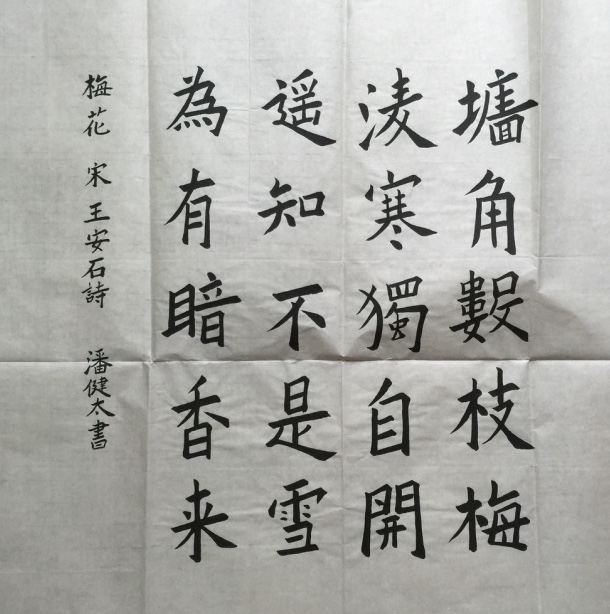 墻角數枝梅
淩寒獨自開
遥知不是雪
為有暗香来
梅花 宋 王安石詩 潘健太書